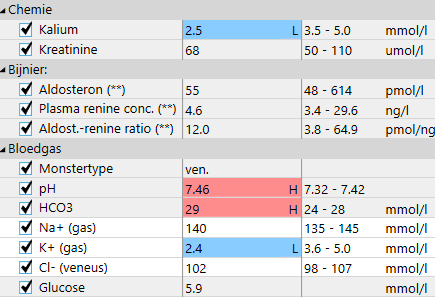 Chemie
Kalium 2.5 L 3.5 - 5.0 mmol/l
Kreatinine 68 50 - 110 umol/l
Bijnier:
Aldosteron (**) 55 48 - 614 pmol/l
Plasma renine conc. (**) 4.6 3.4 - 29.6 ng/l
Aldost.-renine ratio (**) 12.0 3.8 - 64.9 pmol/ng
Bloedgas
Monstertype ven.
pH 7.46 H 7.32 - 7.42
HCO3 29 H 24 - 28 mmol/l
Na+ (gas) 140 135 - 145 mmol/l
K+ (gas) 2.4 L 3.6 - 5.0 mmol/l
Cl- (veneus) 102 98 - 107 mmol/l
Glucose 5.9 mmol/l